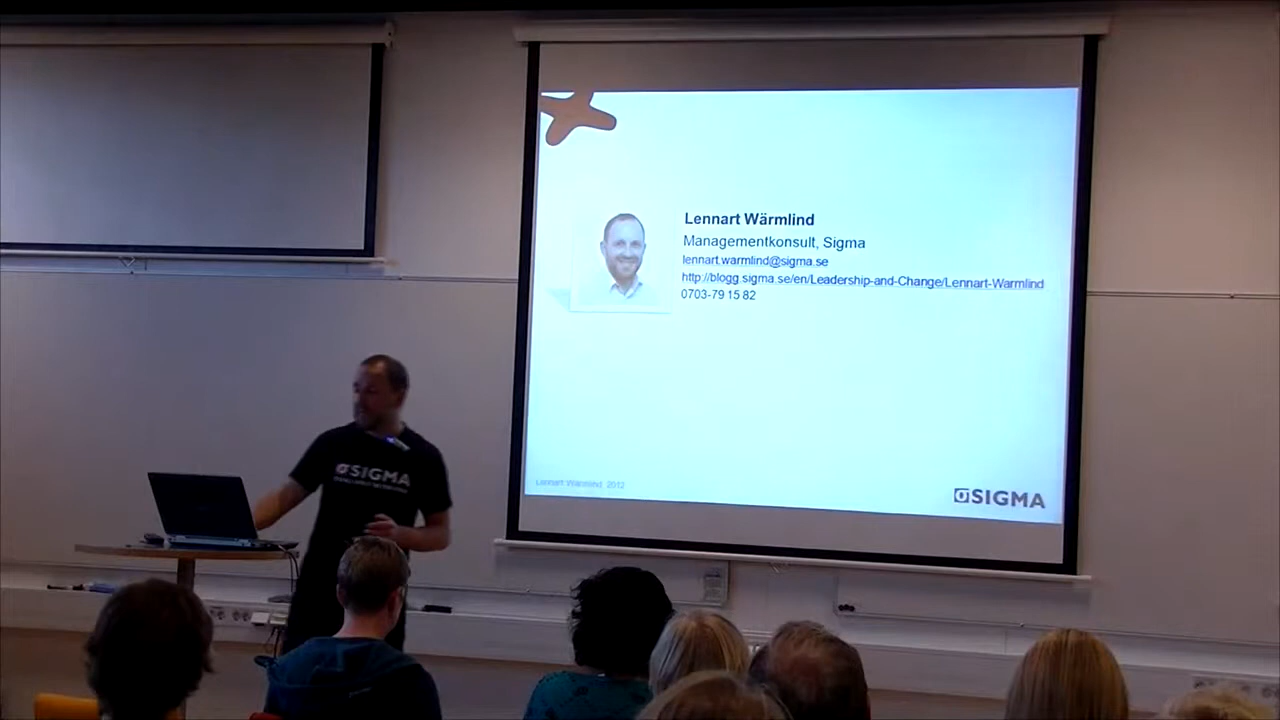 Lennart Wärmlind
Managementkonsult, Sigma
lennart.warmlind@sigma.se
http://blogg.sigma.se/en/Leadership-and-Change/Lennart-Warmlind
0703-79 15 82
Lennart Wärmlind, 2012
SIGMA
SIGMA